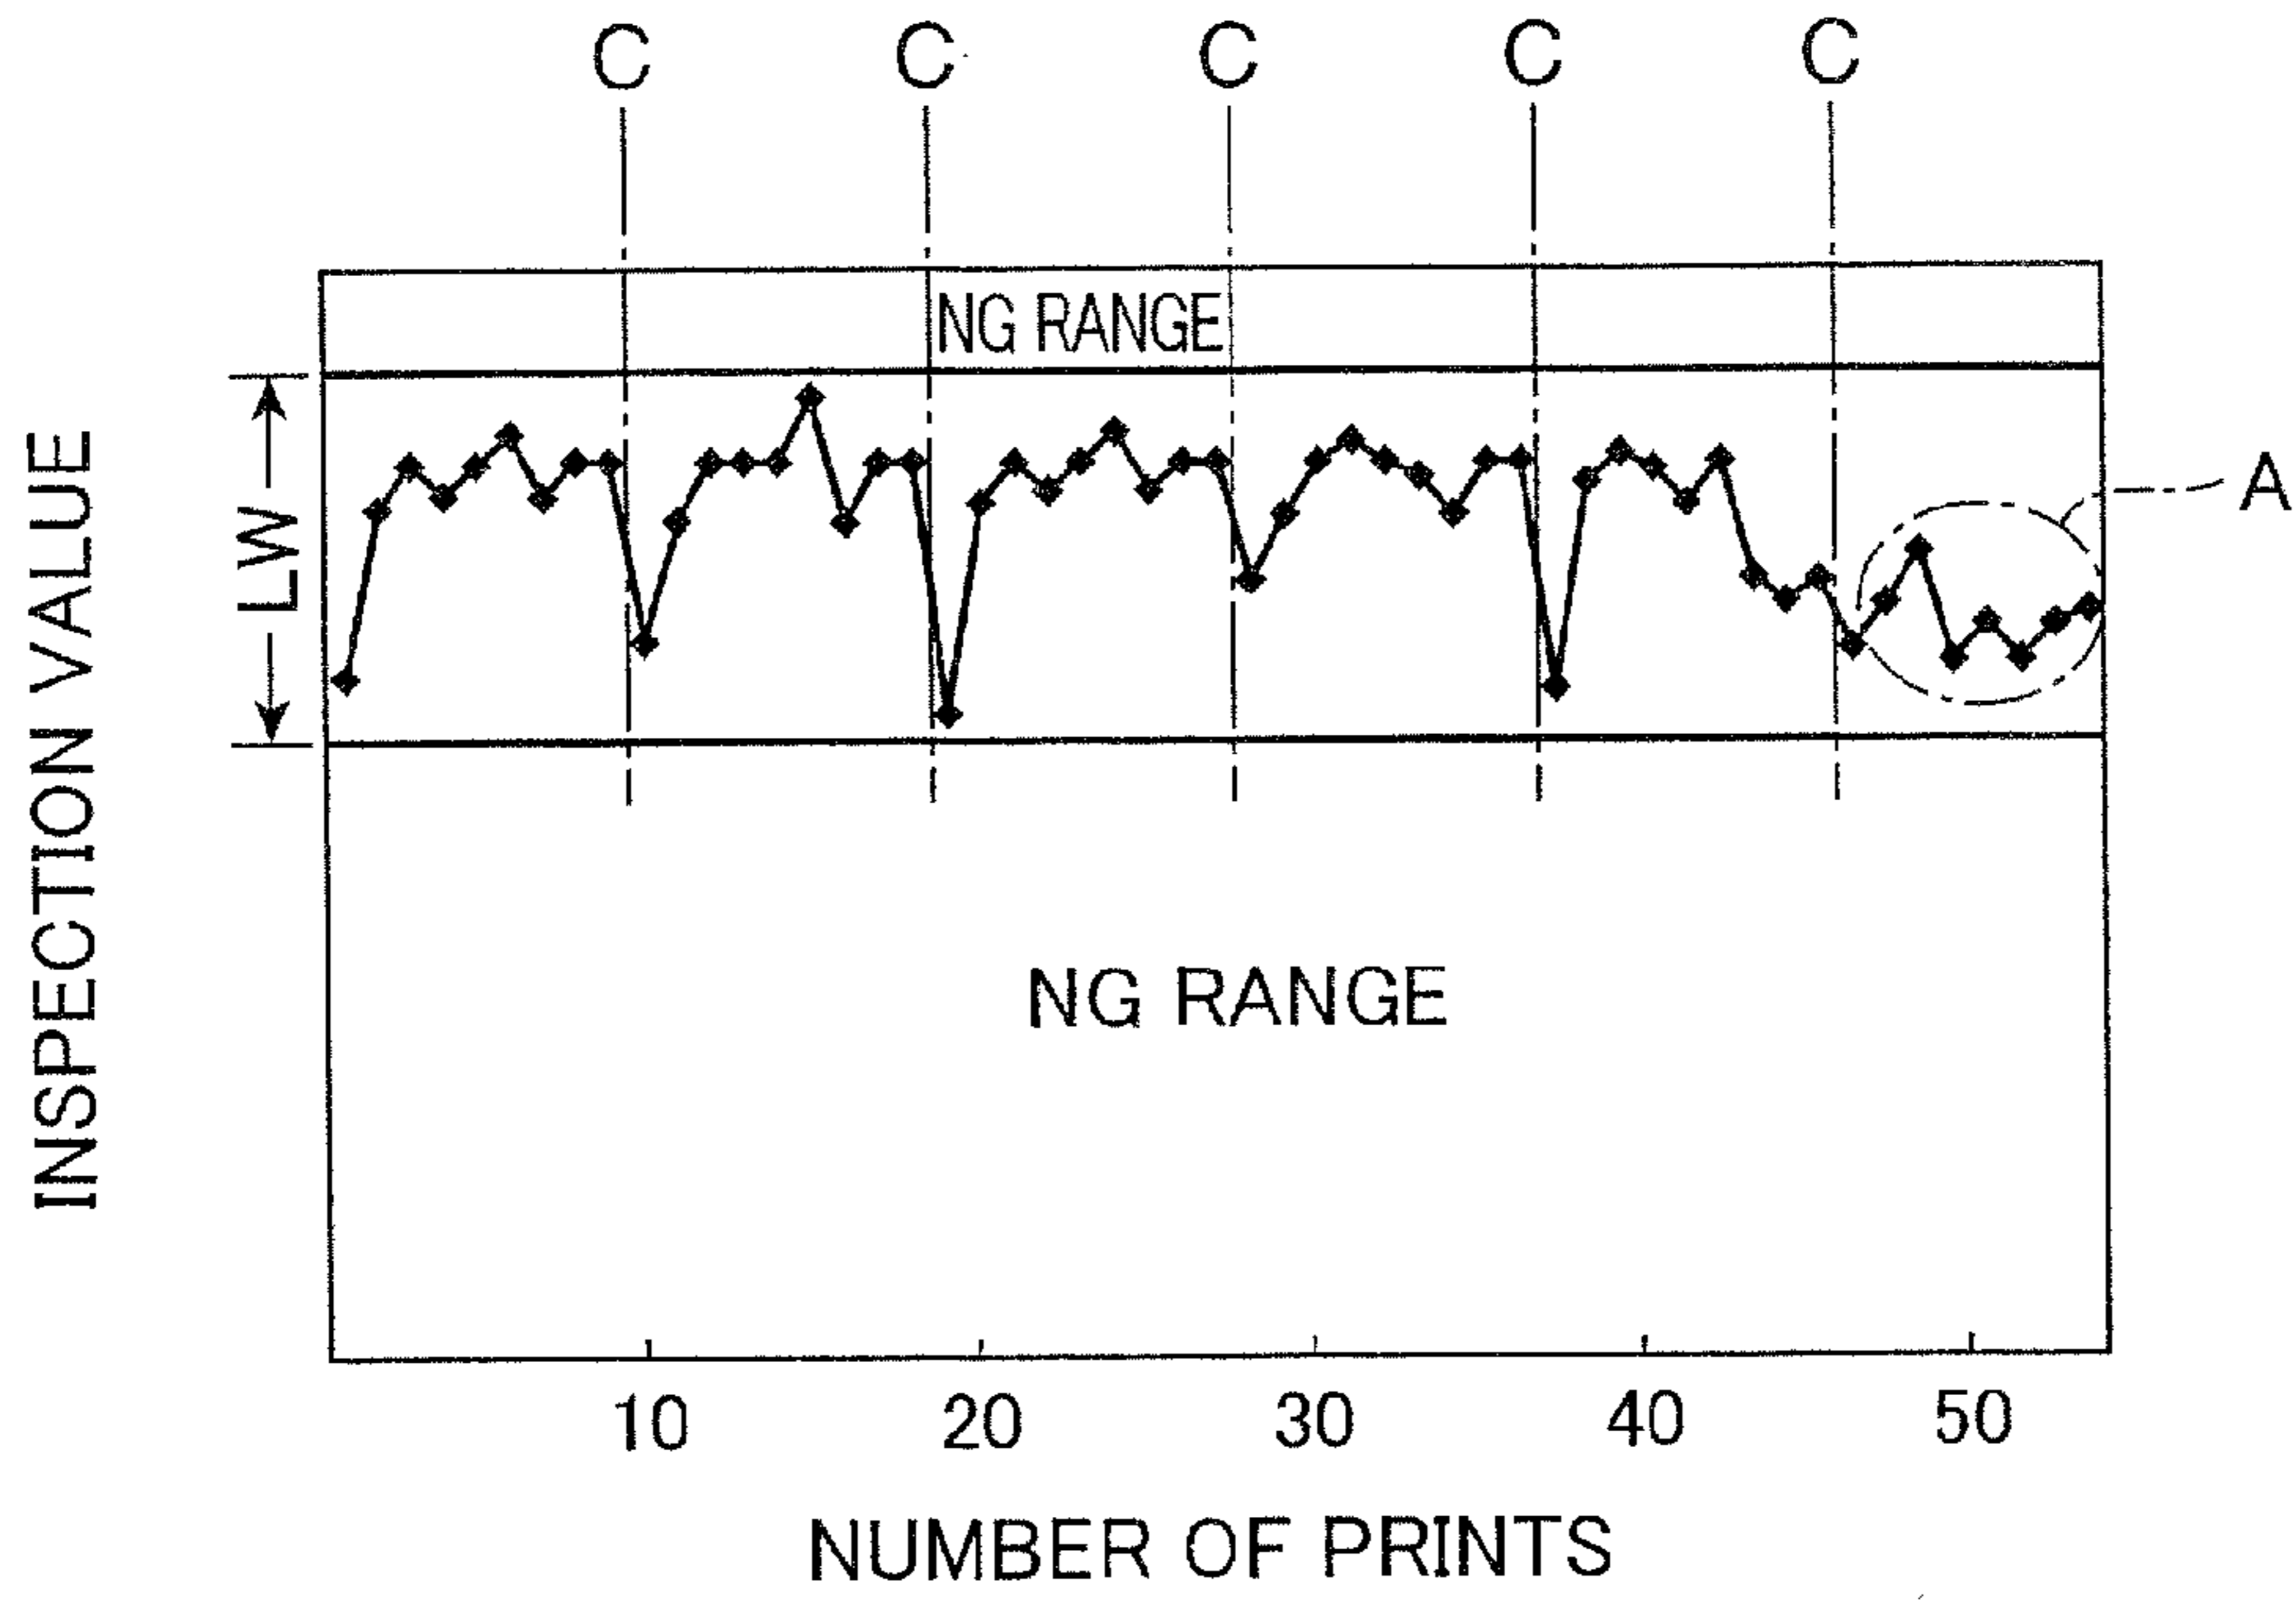 C C C C C
NG RANGE
LW
A
INSPECTION VALUE
NG RANGE
10 20 30 40 50
NUMBER OF PRINTS